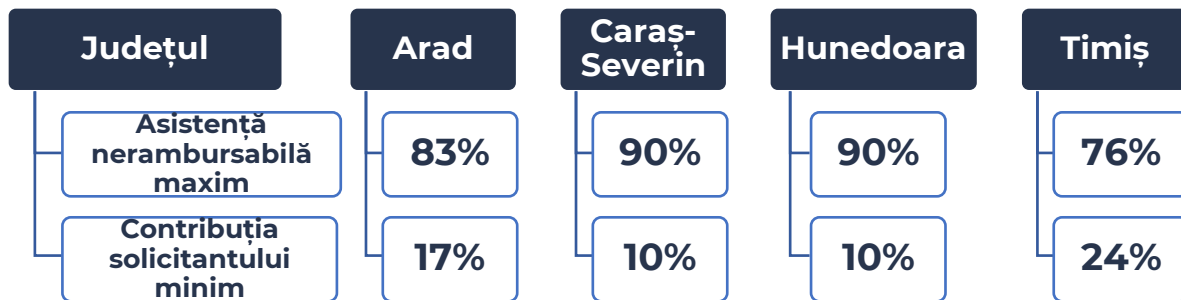 Județul
Arad
Caraș-
Severin
Hunedoara
Timiș
Asistență
nerambursabilă
maxim
83%
90%
90%
76%
Contribuția
solicitantului
minim
17%
10%
10%
24%